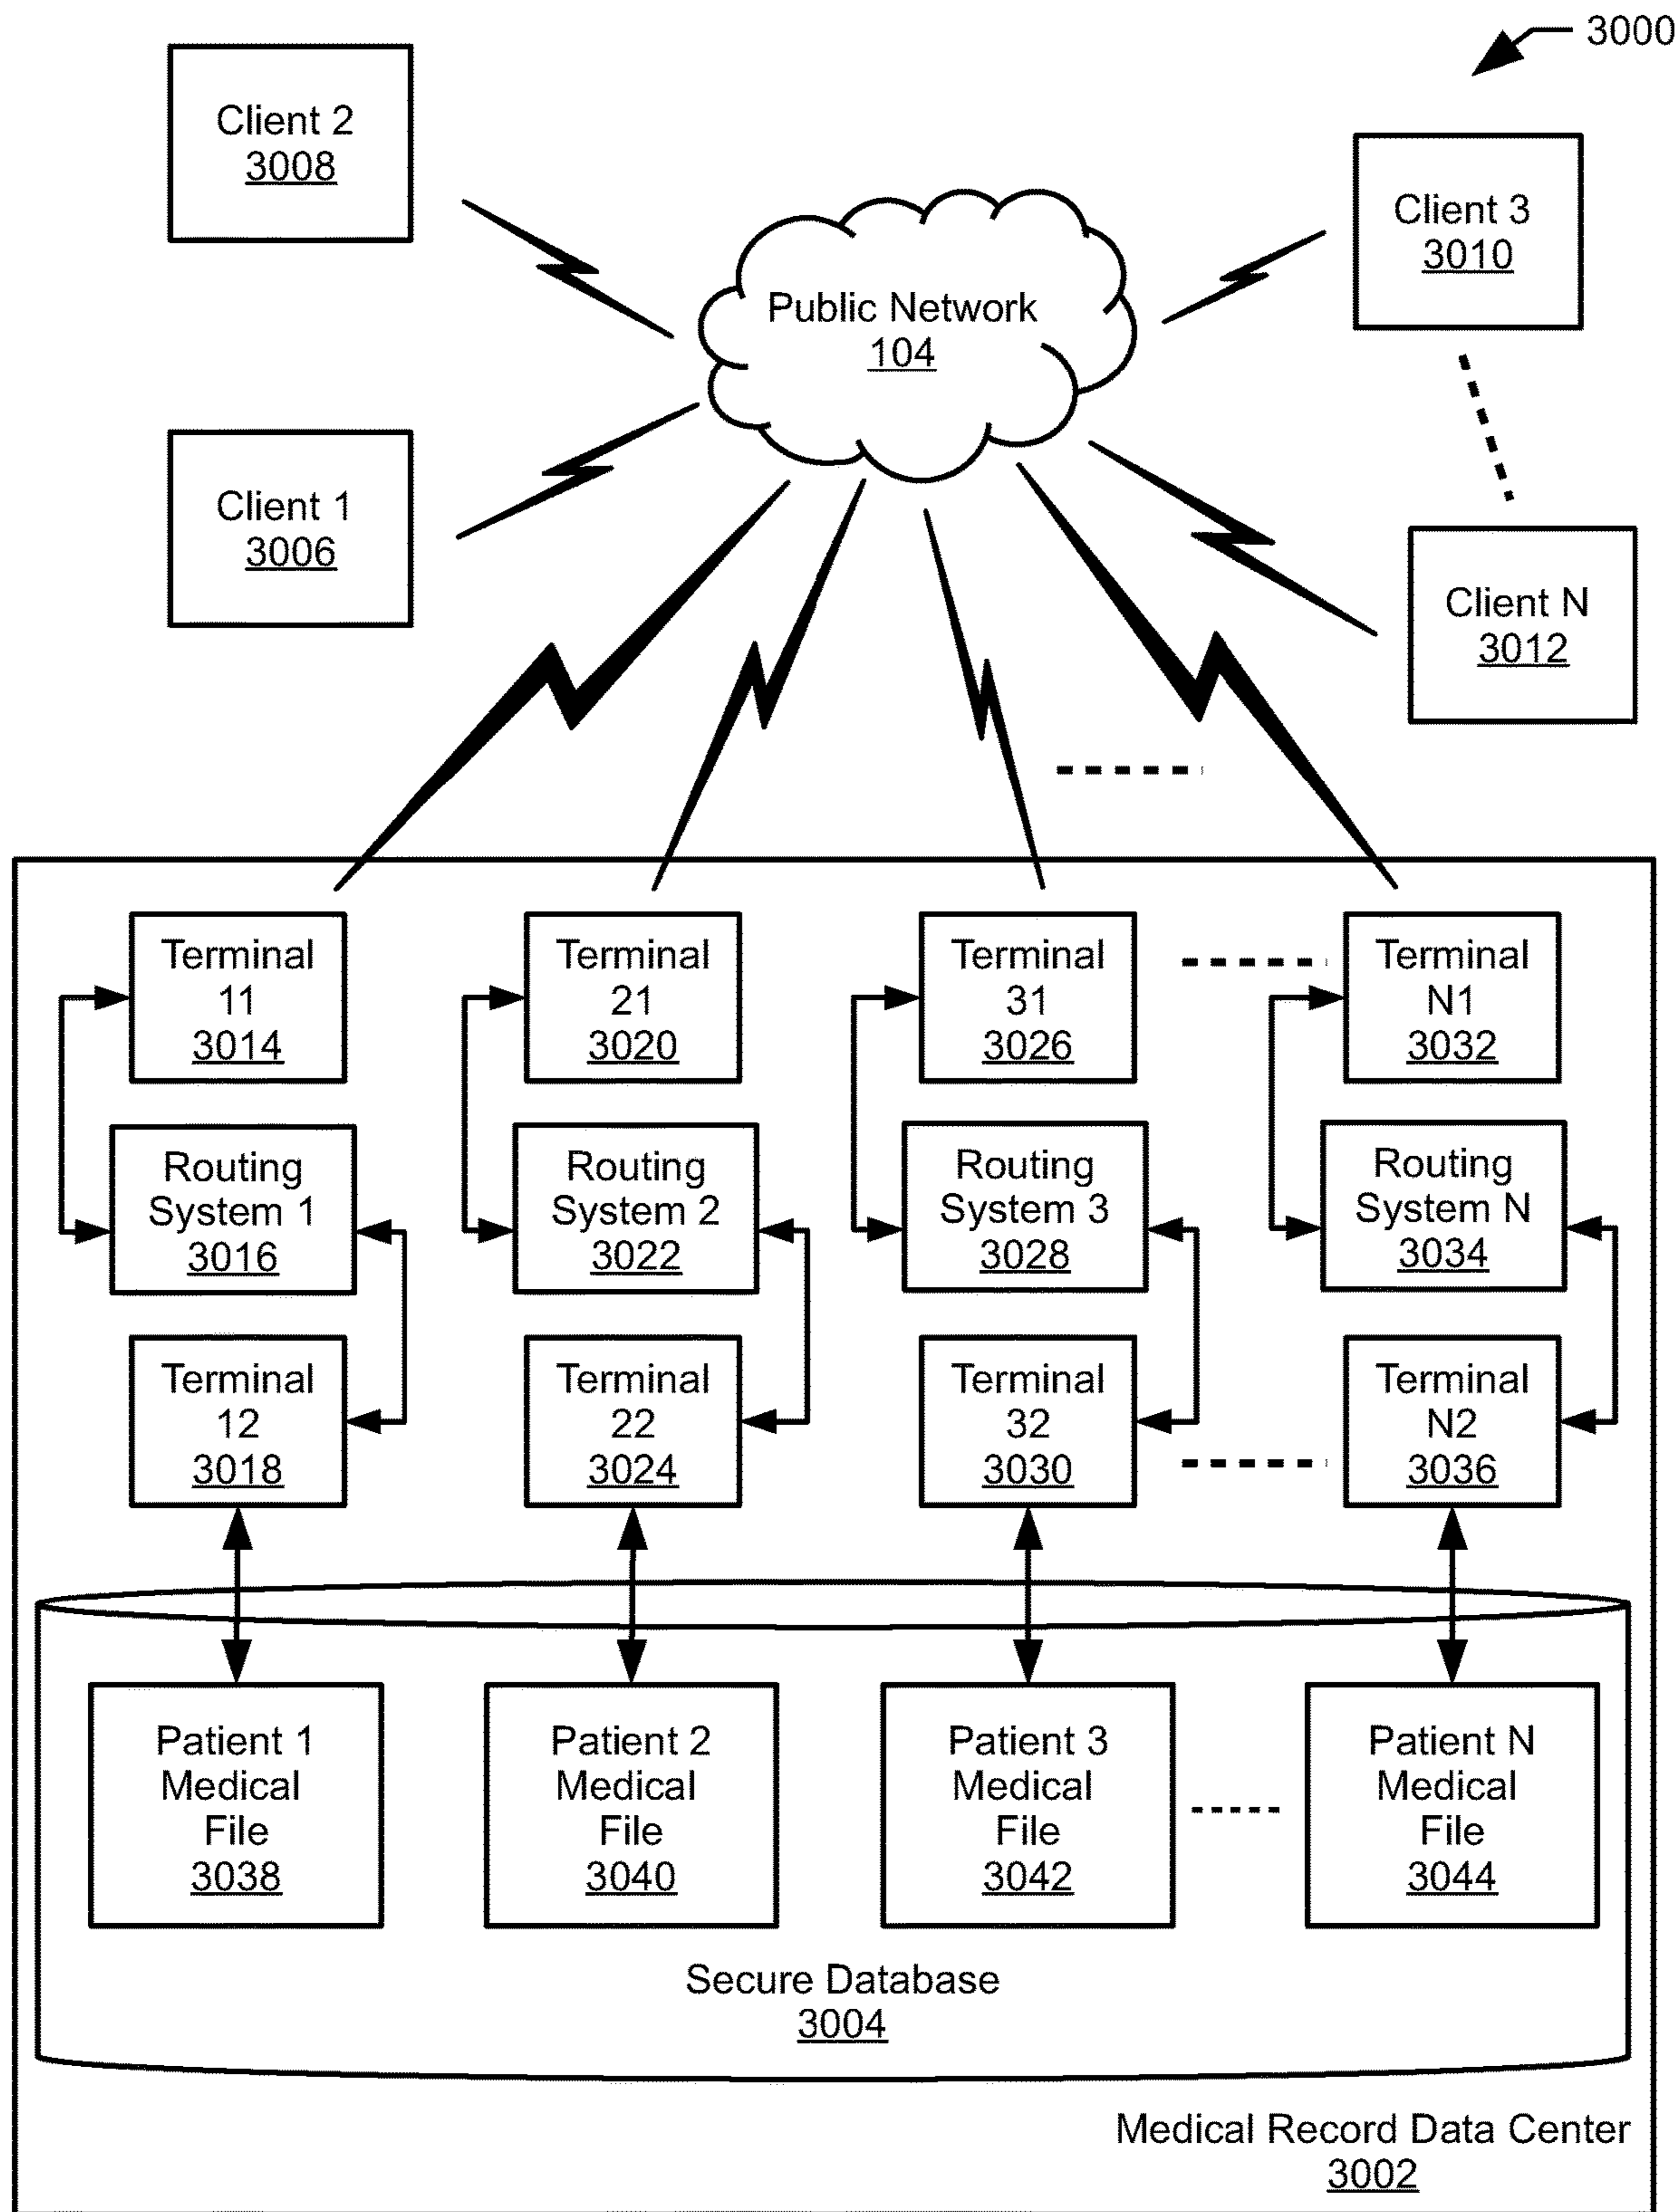 3000
Client 2
3008
Client 3
3010
Public Network
104
Client 1
3006
Client N
3012
Terminal
11
3014
Terminal
21
3020
Terminal
31
3026
Terminal
N1
3032
Routing
System 1
3016
Routing
System 2
3022
Routing
System 3
3028
Routing
System N
3034
Terminal
12
3018
Terminal
22
3024
Terminal
32
3030
Terminal
N2
3036
Patient 1
Medical
File
3038
Patient 2
Medical
File
3040
Patient 3
Medical
File
3042
Patient N
Medical
File
3044
Secure Database
3004
Medical Record Data Center
3002